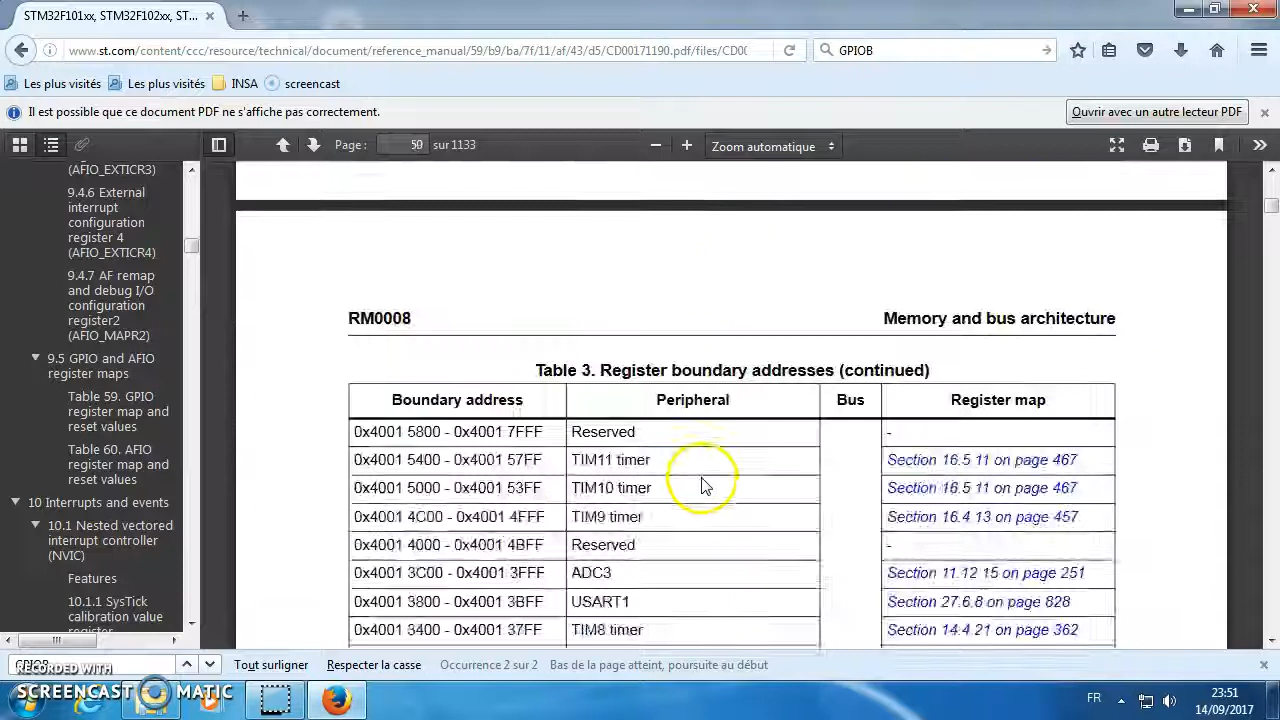 STM32F101xx, STM32F102xx, ST...
www.st.com/content/ccc/resource/technical/document/reference_manual/59/b9/ba/7f/11/af/43/d5/CD00171190.pdf/files/CD00
GPIOB
Les plus visités
Les plus visités
INSA
screencast
Il est possible que ce document PDF ne s'affiche pas correctement.
Ouvrir avec un autre lecteur PDF
Page :
50
sur 1133
Zoom automatique
(AFIO_EXTICR3)
9.4.6 External
interrupt
configuration
register 4
(AFIO_EXTICR4)
9.4.7 AF remap
and debug I/O
configuration
register2
(AFIO_MAPR2)
9.5 GPIO and AFIO
register maps
Table 59. GPIO
register map and
reset values
Table 60. AFIO
register map and
reset values
10 Interrupts and events
10.1 Nested vectored
interrupt controller
(NVIC)
Features
10.1.1 SysTick
calibration value
register
RM0008
Memory and bus architecture
Table 3. Register boundary addresses (continued)
Boundary address Peripheral Bus Register map
0x4001 5800 - 0x4001 7FFF Reserved -
0x4001 5400 - 0x4001 57FF TIM11 timer Section 16.5.11 on page 467
0x4001 5000 - 0x4001 53FF TIM10 timer Section 16.5.11 on page 467
0x4001 4C00 - 0x4001 4FFF TIM9 timer Section 16.4.13 on page 457
0x4001 4000 - 0x4001 4BFF Reserved -
0x4001 3C00 - 0x4001 3FFF ADC3 Section 11.12.15 on page 251
0x4001 3800 - 0x4001 3BFF USART1 Section 27.6.8 on page 828
0x4001 3400 - 0x4001 37FF TIM8 timer Section 14.4.21 on page 362
Tout surligner
Respecter la casse
Occurrence 2 sur 2
Bas de la page atteint, poursuite au début
RECORDED WITH
SCREENCAST MATIC
FR
23:51
14/09/2017